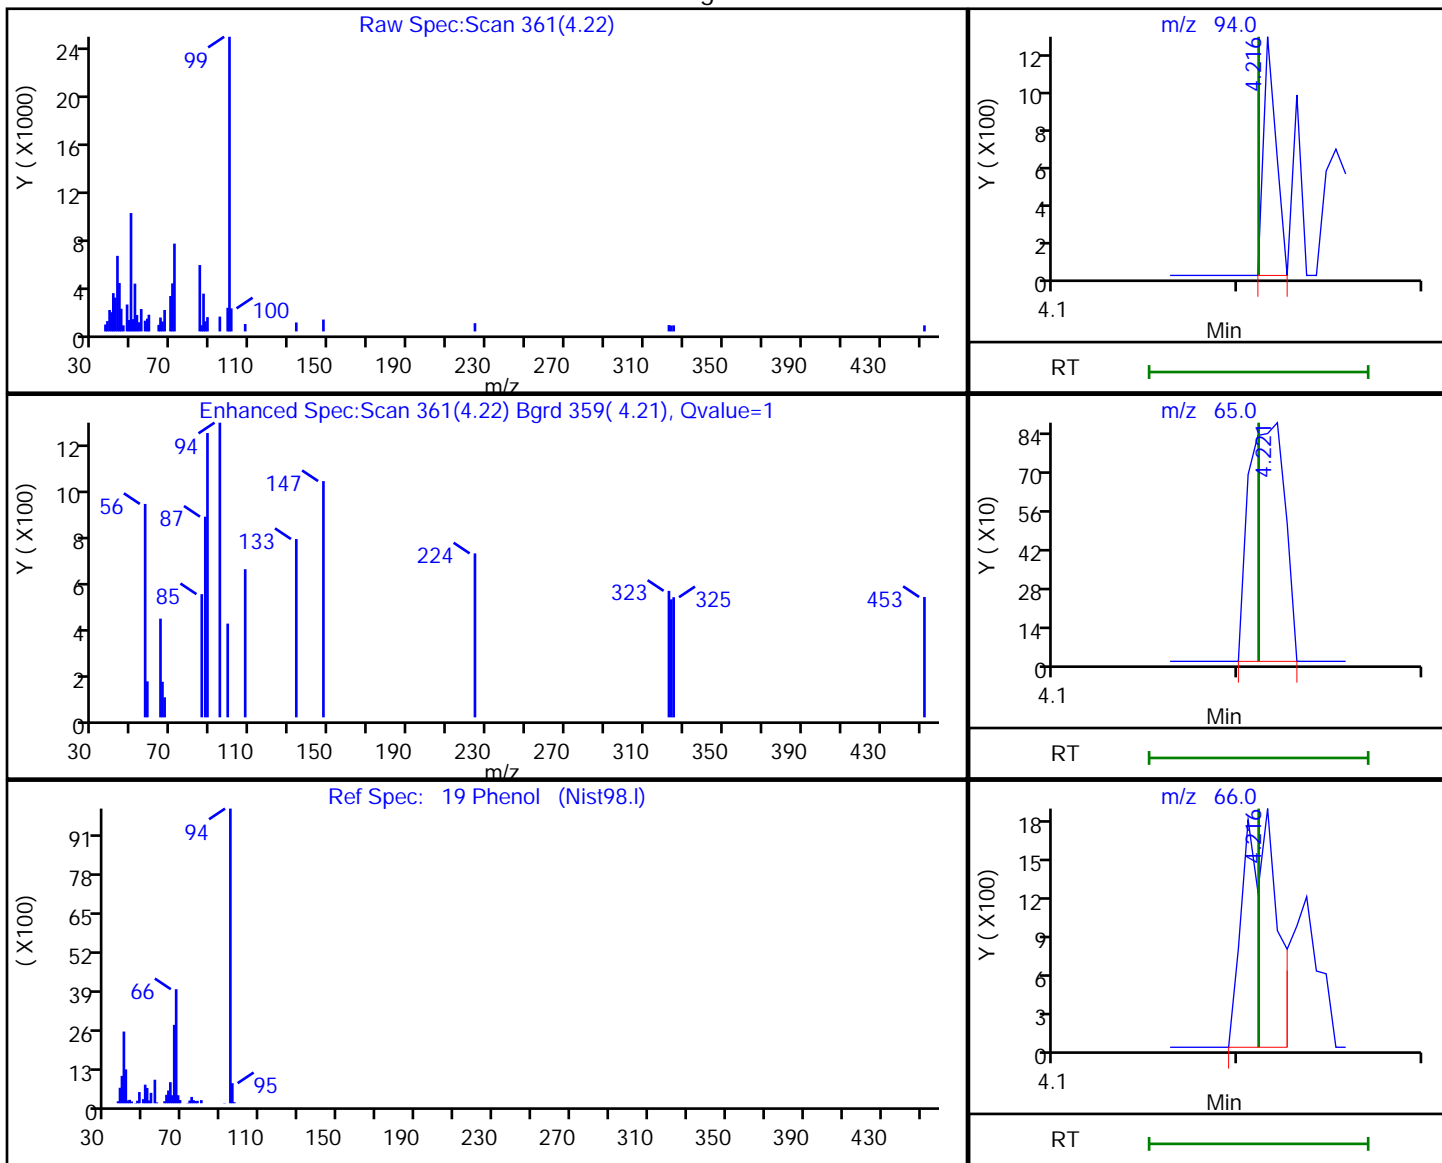 Raw Spec:Scan 361(4.22)
24
20
16
12
8
4
0
Y ( X1000)
99
100
30 70 110 150 190 230 270 310 350 390 430
m/z
m/z 94.0
12
10
8
6
4
2
0
Y ( X100)
4.216
4.1
Min
RT
Enhanced Spec:Scan 361(4.22) Bgrd 359( 4.21), Qvalue=1
12
10
8
6
4
2
0
Y ( X100)
56
85
87
94
133
147
224
323
325
453
30 70 110 150 190 230 270 310 350 390 430
m/z
m/z 65.0
84
70
56
42
28
14
0
Y ( X10)
4.221
4.1
Min
RT
Ref Spec: 19 Phenol (Nist98.l)
91
78
65
52
39
26
13
0
( X100)
66
94
95
30 70 110 150 190 230 270 310 350 390 430
m/z 66.0
18
15
12
9
6
3
0
Y ( X100)
4.216
4.1
Min
RT